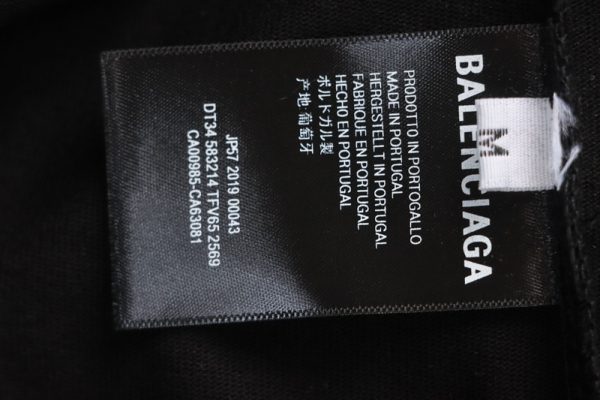 BALENCIAGA
M
PRODOTTO IN PORTOGALLO
MADE IN PORTUGAL
HERGESTELLT IN PORTUGAL
FABRIQUE EN PORTUGAL
HECHO EN PORTUGAL
ポルトガル製
产地:葡萄牙
JP57 2019 00043
DT34 583214 TFV65 2569
CA00985-CA63081